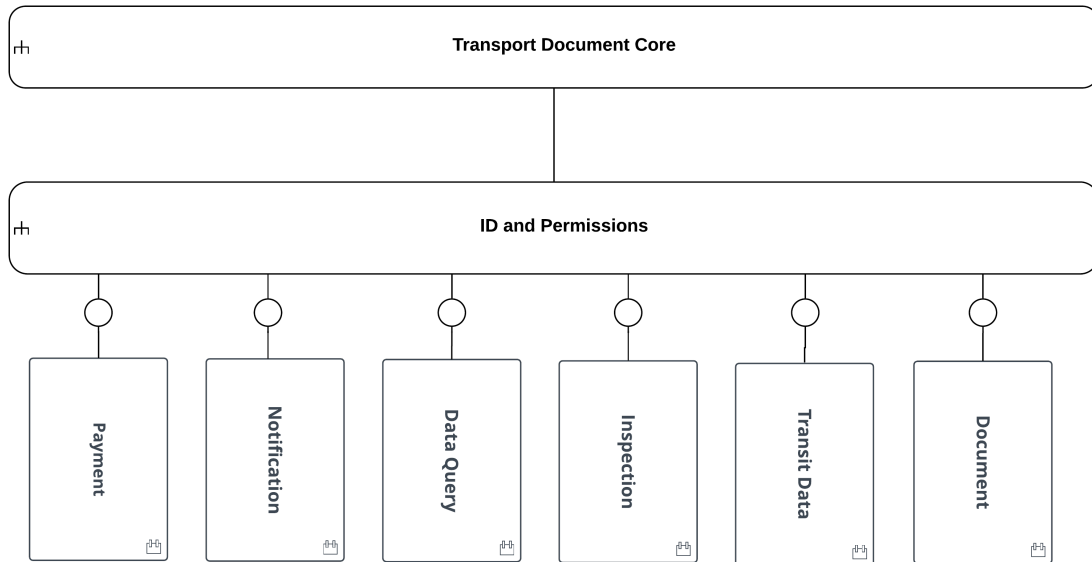 Transport Document Core
ID and Permissions
Payment
Notification
Data Query
Inspection
Transit Data
Document